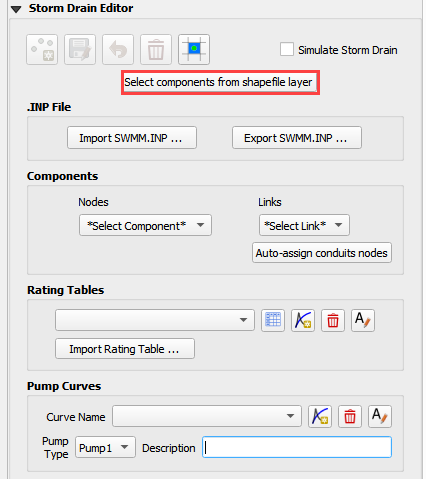 Storm Drain Editor
Simulate Storm Drain
Select components from shapefile layer
.INP File
Import SWMM.INP ...
Export SWMM.INP ...
Components
Nodes
Links
*Select Component*
*Select Link*
Auto-assign conduits nodes
Rating Tables
Import Rating Table ...
Pump Curves
Curve Name
Pump Type
Pump1
Description